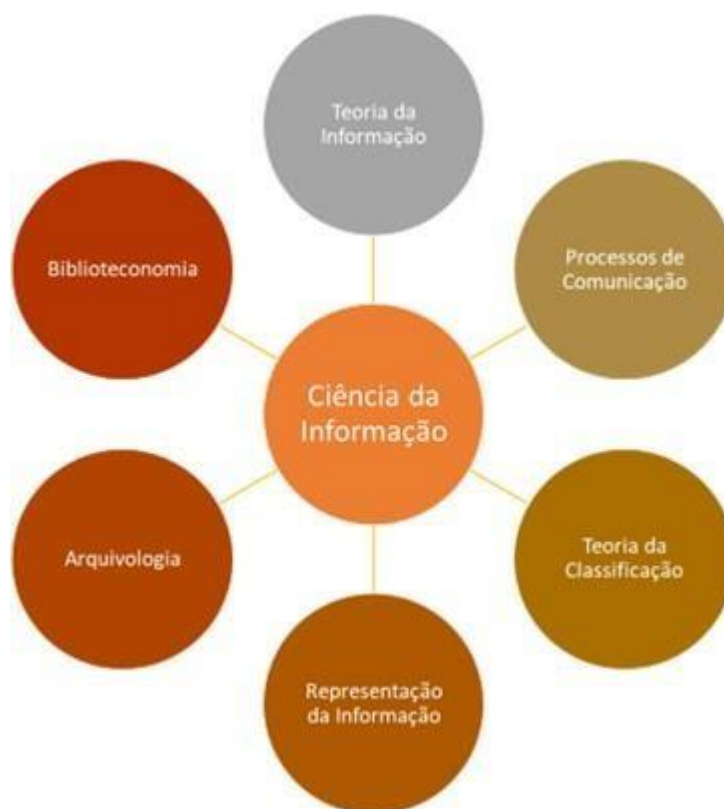 Teoria da
Informação
Biblioteconomia
Processos de
Comunicação
Ciência da
Informação
Arquivologia
Teoria da
Classificação
Representação
da Informação